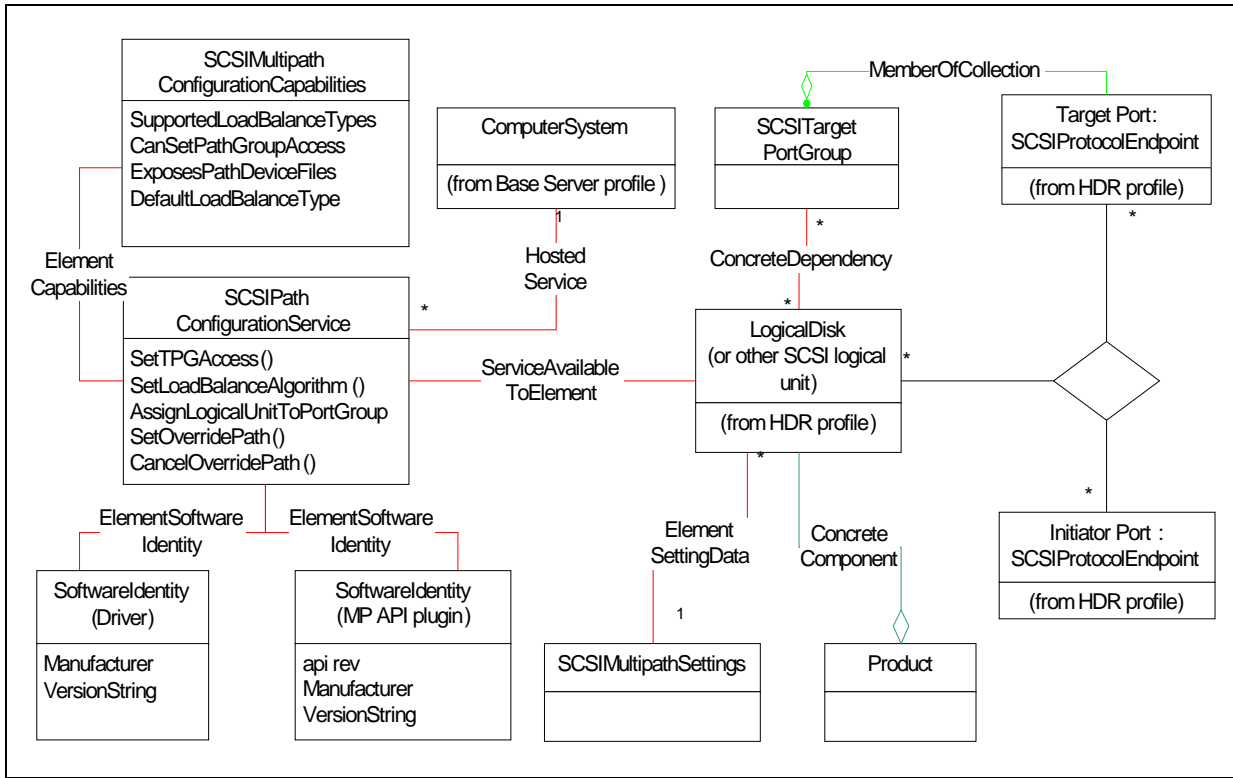 SCSIMultipath
ConfigurationCapabilities
SupportedLoadBalanceTypes
CanSetPathGroupAccess
ExposesPathDeviceFiles
DefaultLoadBalanceType
ComputerSystem
(from Base Server profile )
1
MemberOfCollection
SCSITarget
PortGroup
*
Target Port:
SCSIProtocolEndpoint
(from HDR profile)
*
Element
Capabilities
Hosted
Service
*
ConcreteDependency
*
SCSIPath
ConfigurationService
SetTPGAccess()
SetLoadBalanceAlgorithm ()
AssignLogicalUnitToPortGroup
SetOverridePath()
CancelOverridePath ()
ServiceAvailable
ToElement
LogicalDisk
(or other SCSI logical
unit)
(from HDR profile)
*
*
*
ElementSoftware
Identity
ElementSoftware
Identity
Element
SettingData
1
Concrete
Component
Initiator Port :
SCSIProtocolEndpoint
(from HDR profile)
SoftwareIdentity
(Driver)
Manufacturer
VersionString
SoftwareIdentity
(MP API plugin)
api rev
Manufacturer
VersionString
SCSIMultipathSettings
Product